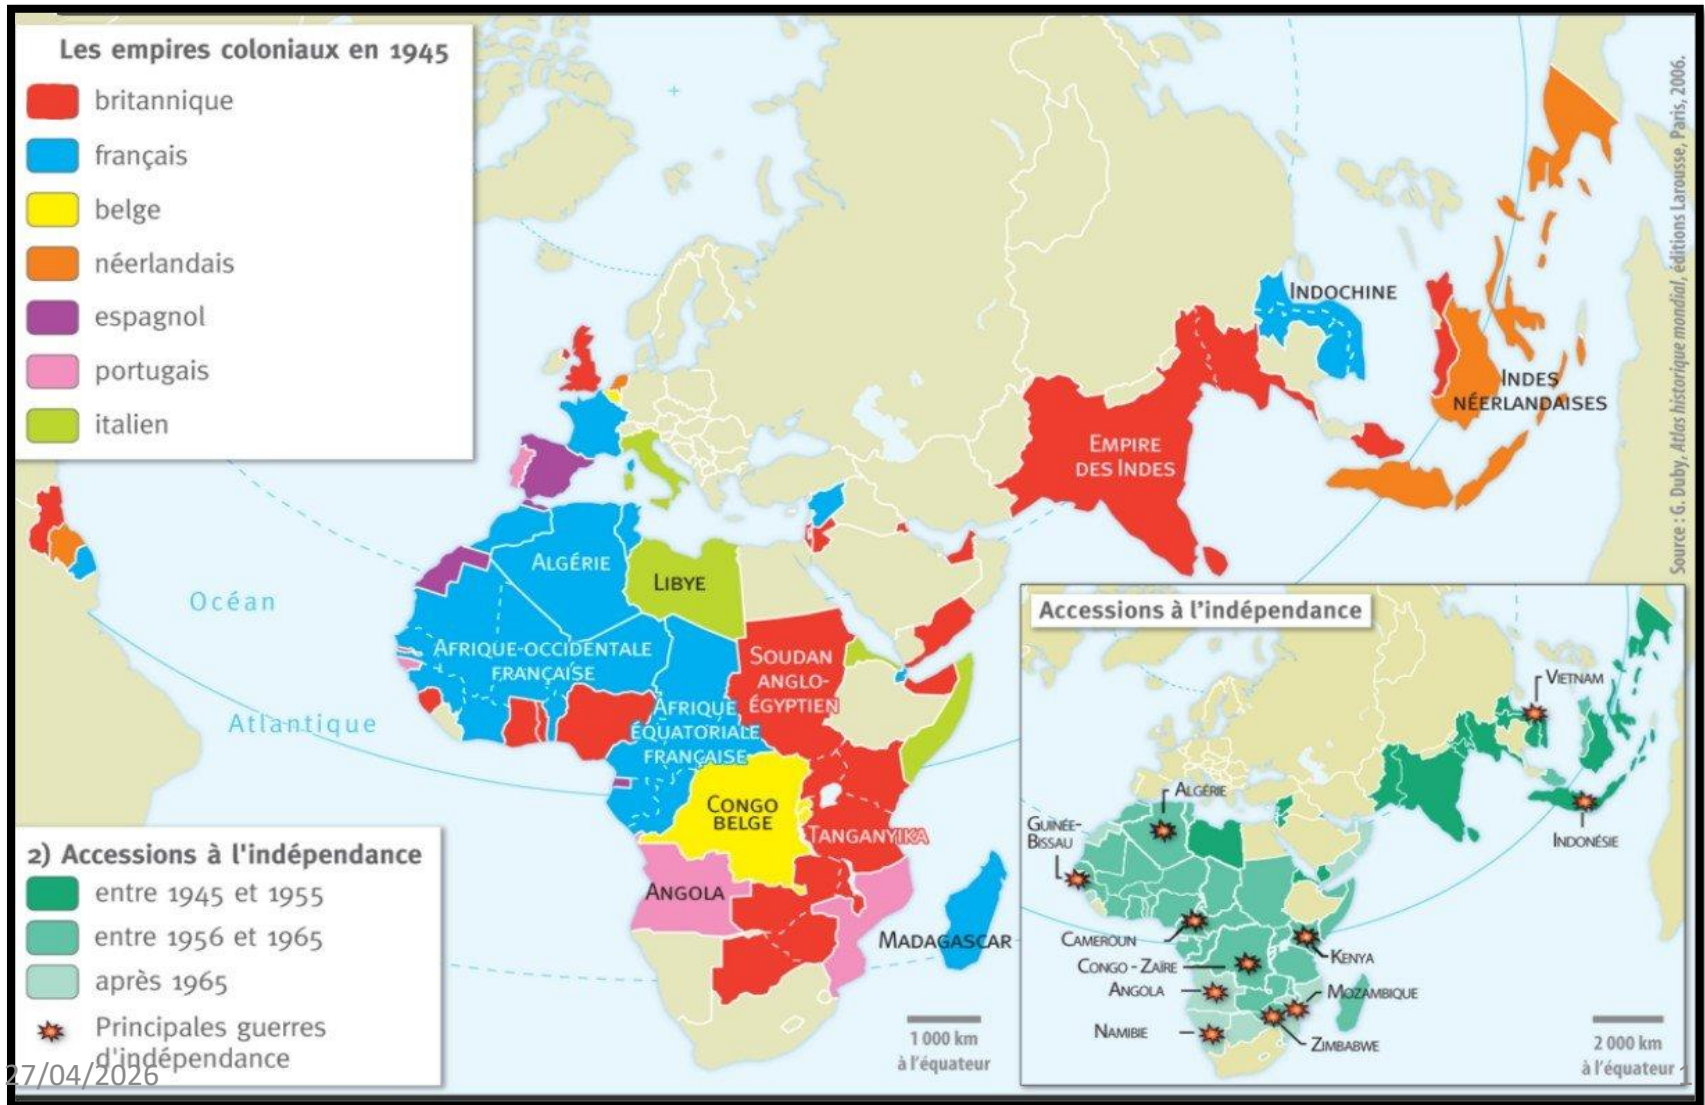 Les empires coloniaux en 1945
britannique
français
belge
néerlandais
espagnol
portugais
italien
Source : G. Duby, Atlas historique mondial, éditions Larousse, Paris, 2006.
INDOCHINE
INDES
NÉERLANDAISES
EMPIRE
DES INDES
ALGÉRIE
LIBYE
Océan
Atlantique
AFRIQUE-OCCIDENTALE
FRANÇAISE
SOUDAN
ANGLO-
ÉGYPTIEN
AFRIQUE
ÉQUATORIALE
FRANÇAISE
CONGO
BELGE
TANGANYIKA
ANGOLA
MADAGASCAR
1 000 km
à l'équateur
2) Accessions à l'indépendance
entre 1945 et 1955
entre 1956 et 1965
après 1965
Principales guerres
d'indépendance
27/04/2026
Accessions à l'indépendance
VIETNAM
ALGÉRIE
GUINÉE-
BISSAU
INDONÉSIE
CAMEROUN
KENYA
CONGO - ZAÏRE
ANGOLA
MOZAMBIQUE
NAMIBIE
ZIMBABWE
2 000 km
à l'équateur
1